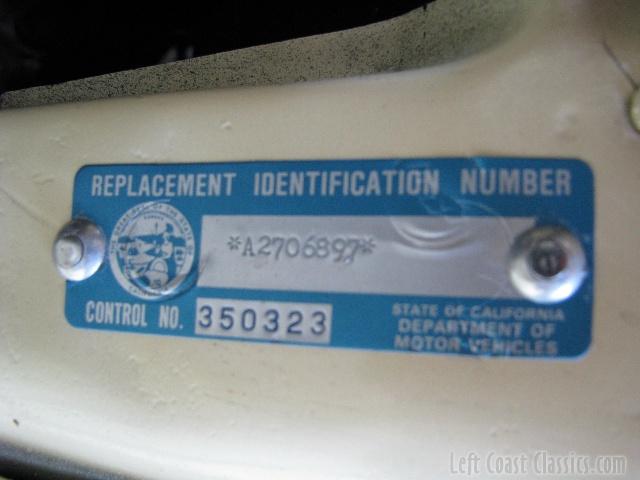 REPLACEMENT IDENTIFICATION NUMBER
*A2706897*
CONTROL NO. 350323
STATE OF CALIFORNIA
DEPARTMENT OF
MOTOR VEHICLES
Left Coast Classics.com